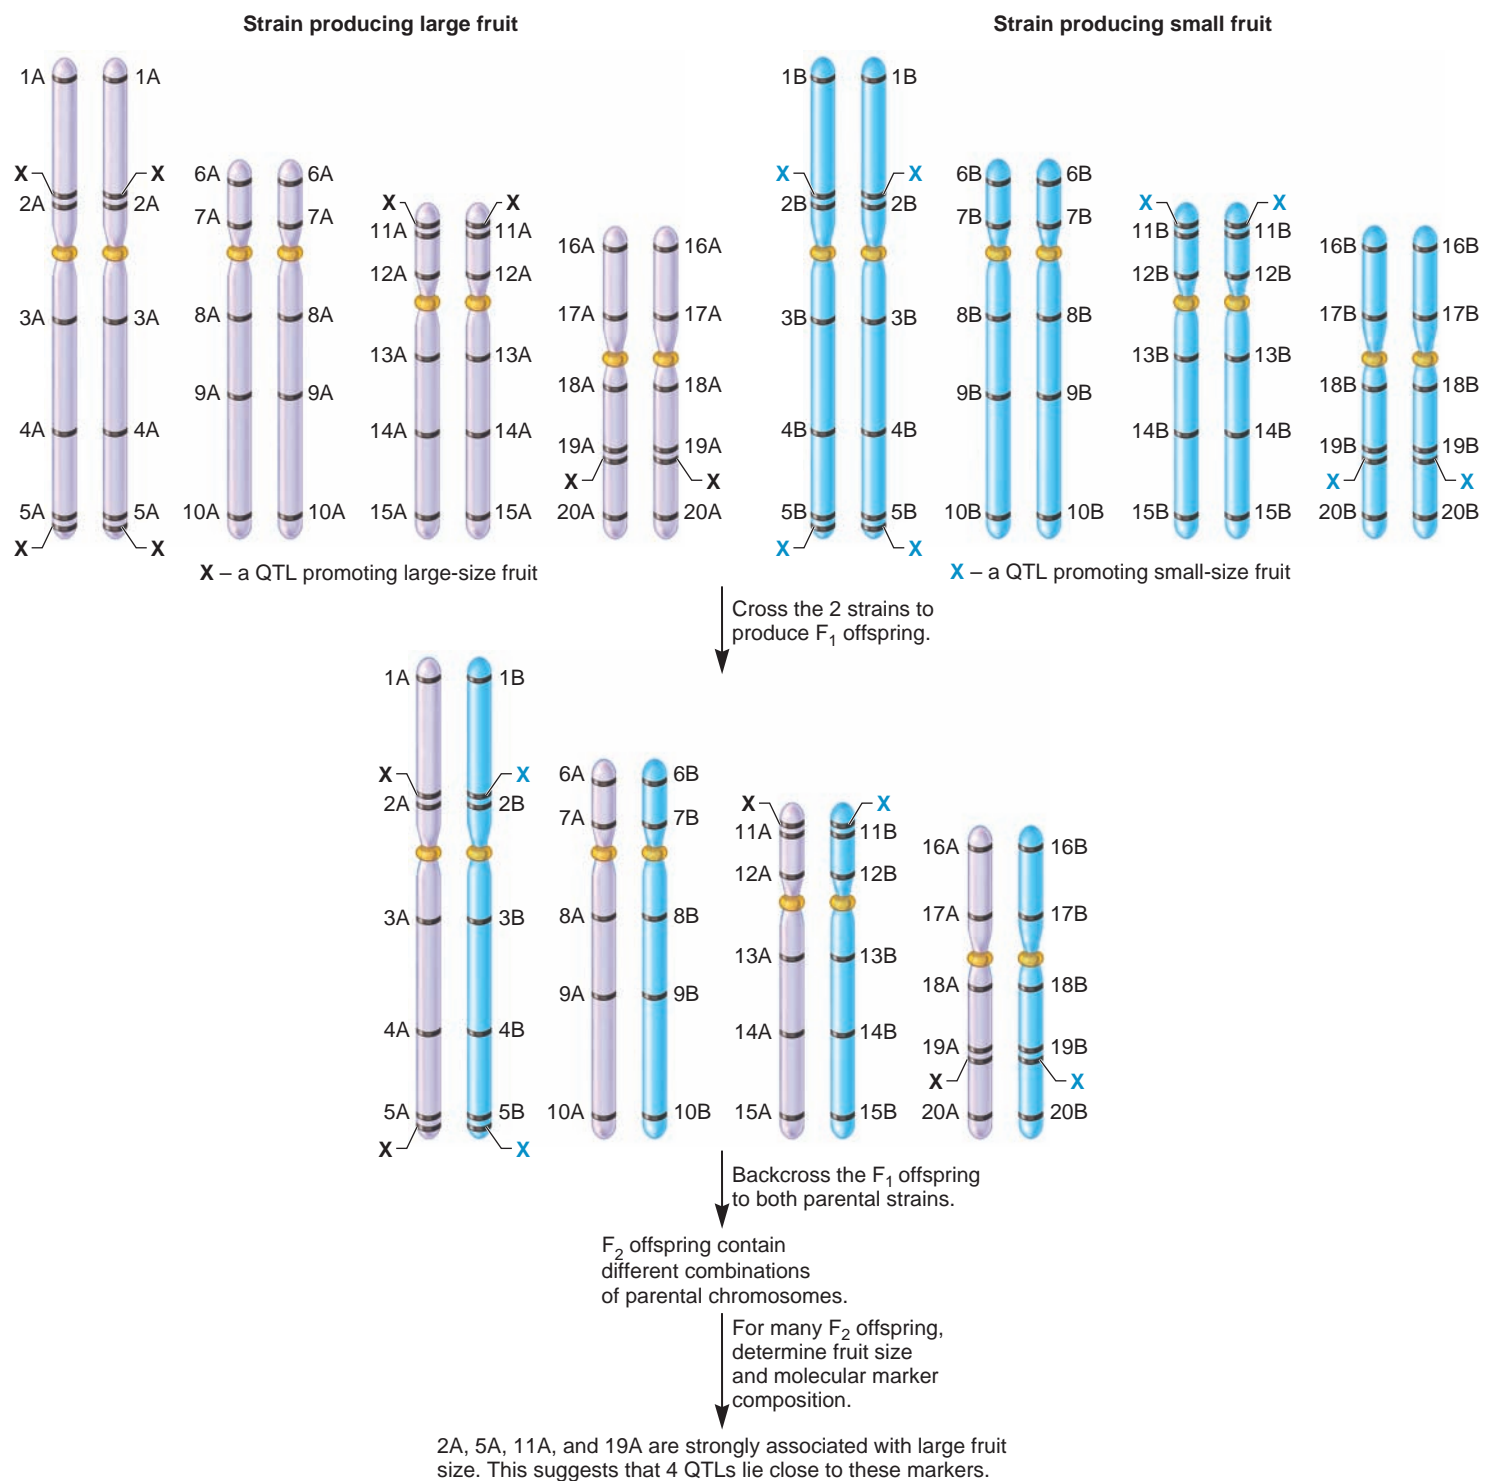 Strain producing large fruit
Strain producing small fruit
1A 1A
X X
2A 2A
3A 3A
4A 4A
5A 5A
X X
6A 6A
7A 7A
8A 8A
9A 9A
10A 10A
X X
11A 11A
12A 12A
13A 13A
14A 14A
15A 15A
16A 16A
17A 17A
18A 18A
19A 19A
X X
20A 20A
1B 1B
X X
2B 2B
3B 3B
4B 4B
5B 5B
X X
6B 6B
7B 7B
8B 8B
9B 9B
10B 10B
X X
11B 11B
12B 12B
13B 13B
14B 14B
15B 15B
16B 16B
17B 17B
18B 18B
19B 19B
X X
20B 20B
X – a QTL promoting large-size fruit
X – a QTL promoting small-size fruit
Cross the 2 strains to
produce F1 offspring.
1A 1B
X X
2A 2B
3A 3B
4A 4B
5A 5B
X X
6A 6B
7A 7B
8A 8B
9A 9B
10A 10B
X X
11A 11B
12A 12B
13A 13B
14A 14B
15A 15B
16A 16B
17A 17B
18A 18B
19A 19B
X X
20A 20B
Backcross the F1 offspring
to both parental strains.
F2 offspring contain
different combinations
of parental chromosomes.
For many F2 offspring,
determine fruit size
and molecular marker
composition.
2A, 5A, 11A, and 19A are strongly associated with large fruit
size. This suggests that 4 QTLs lie close to these markers.